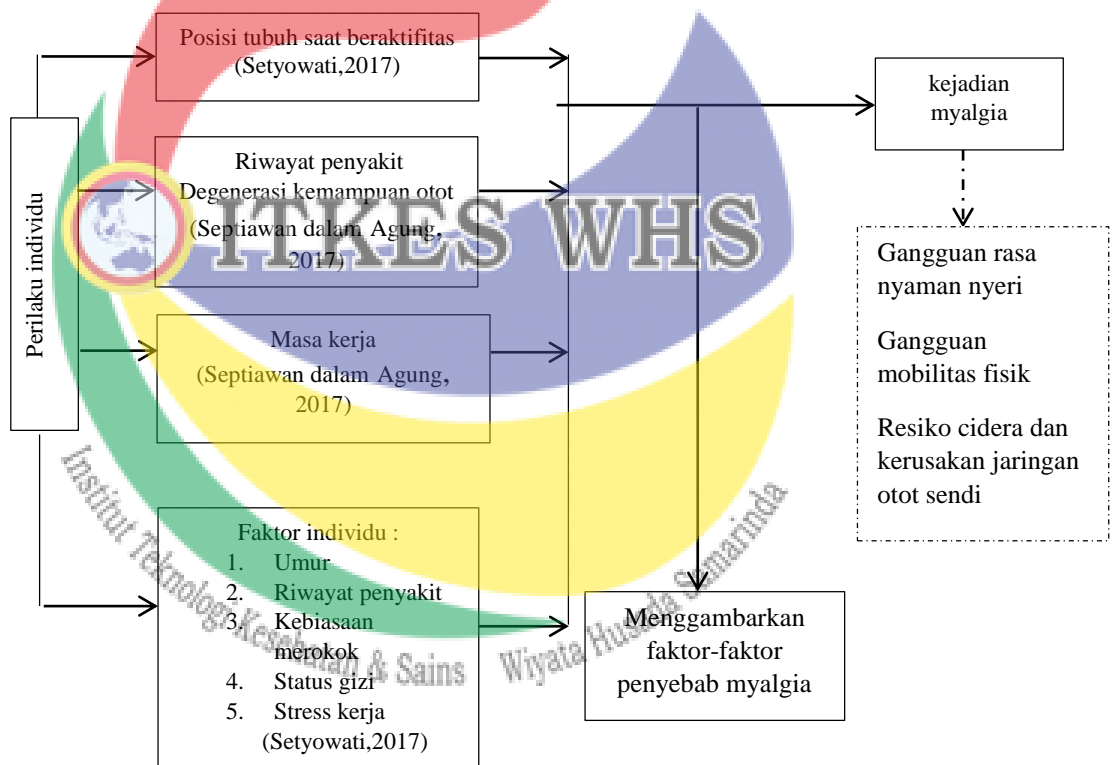 Perilaku individu
Posisi tubuh saat beraktifitas
(Setyowati,2017)
Riwayat penyakit
Degenerasi kemampuan otot
(Septiawan dalam Agung,
2017)
Masa kerja
(Septiawan dalam Agung,
2017)
Faktor individu :
1. Umur
2. Riwayat penyakit
3. Kebiasaan
merokok
4. Status gizi
5. Stress kerja
(Setyowati,2017)
kejadian
myalgia
Gangguan rasa
nyaman nyeri
Gangguan
mobilitas fisik
Resiko cidera dan
kerusakan jaringan
otot sendi
Menggambarkan
faktor-faktor
penyebab myalgia
ITKES WHS
Institut Teknologi Kesehatan & Sains Wiyata Husada Samarinda